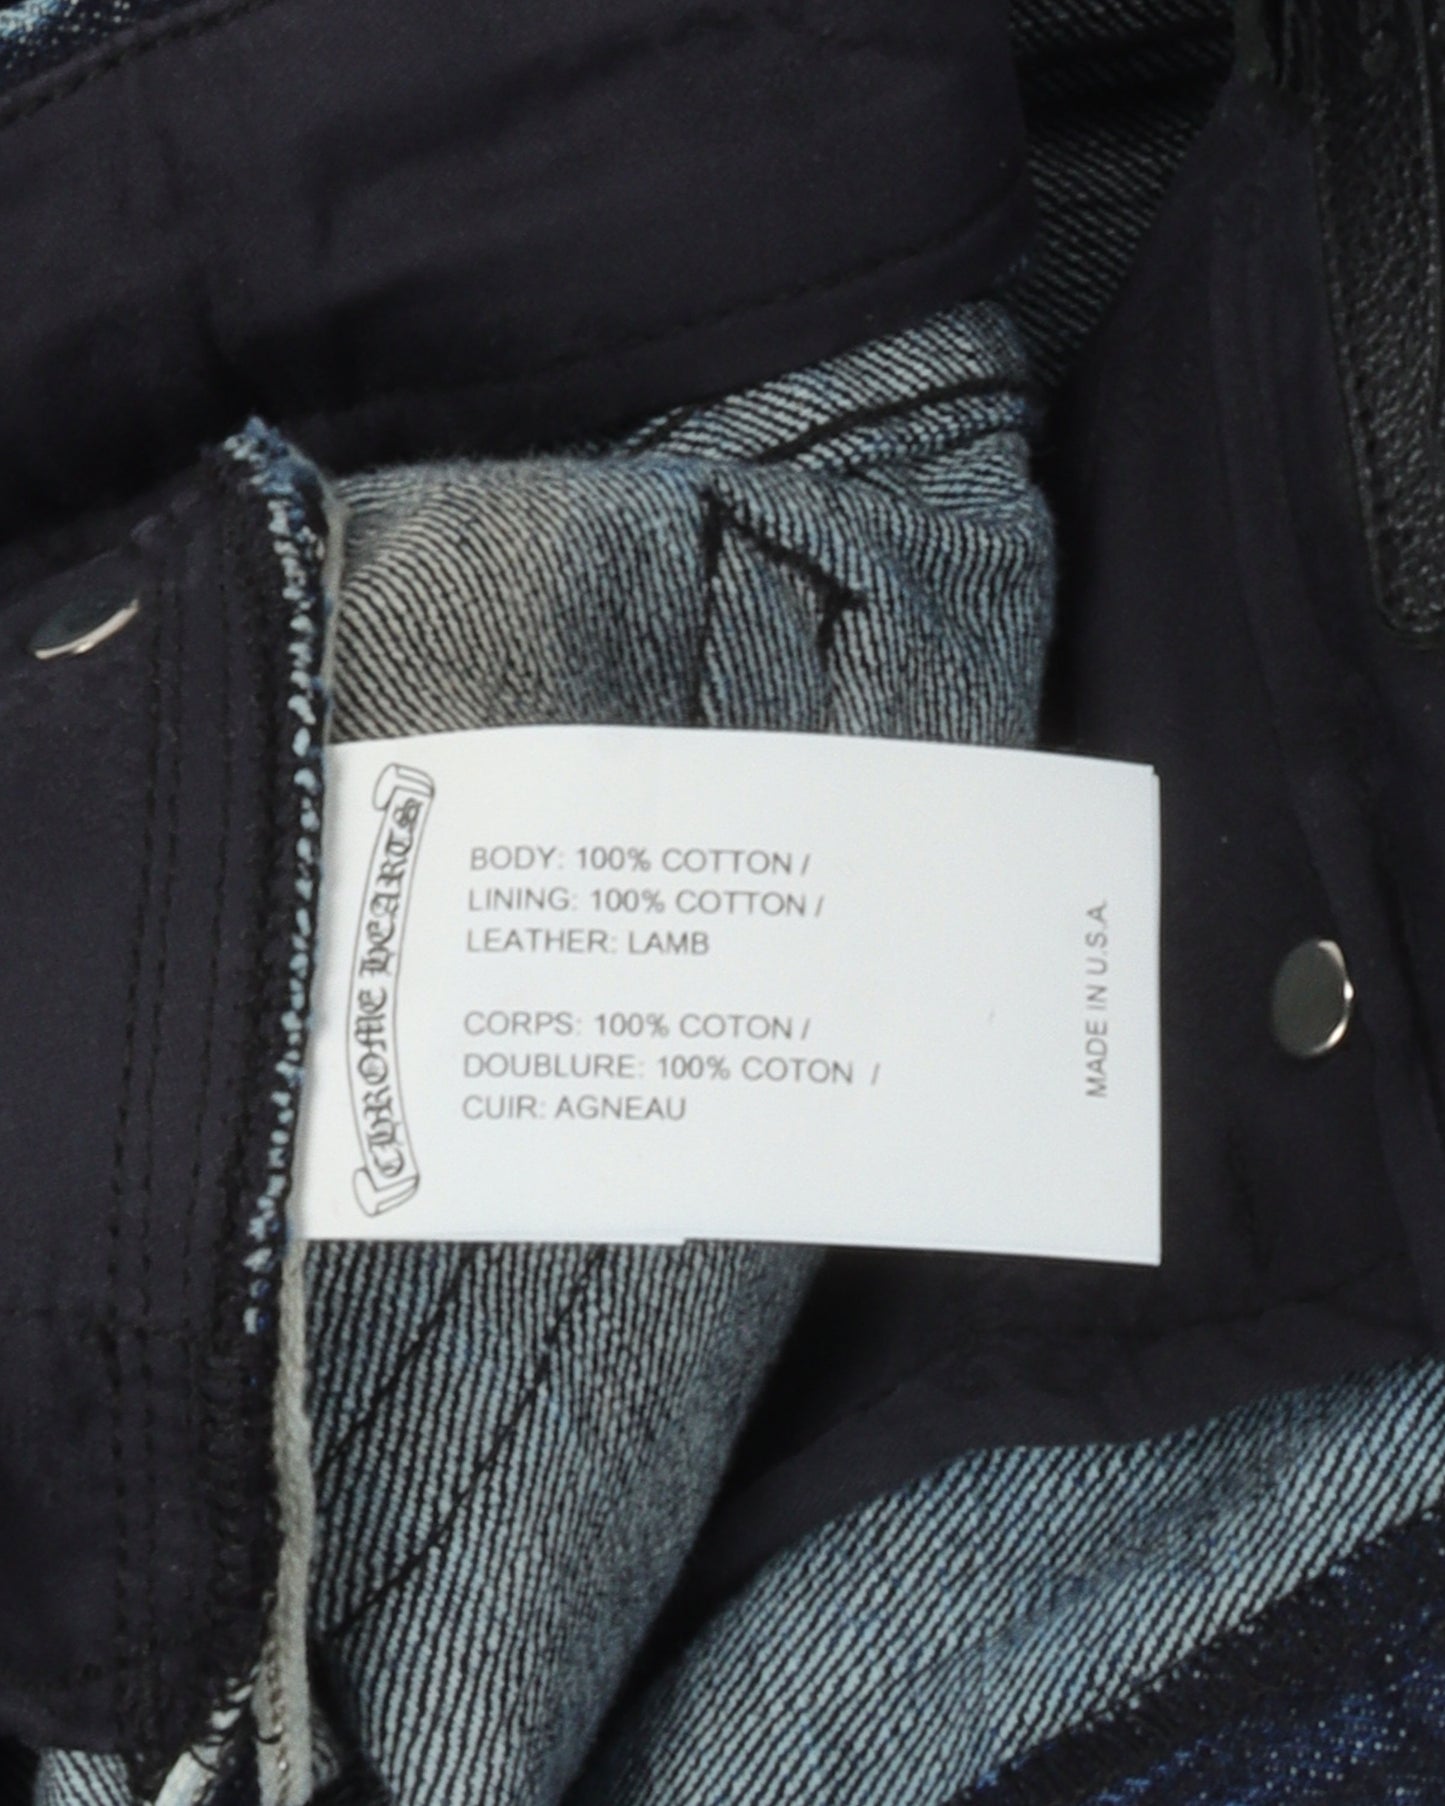 CHROME HEARTS
BODY: 100% COTTON /
LINING: 100% COTTON /
LEATHER: LAMB
CORPS: 100% COTON /
DOUBLURE: 100% COTON /
CUIR: AGNEAU
MADE IN U.S.A.